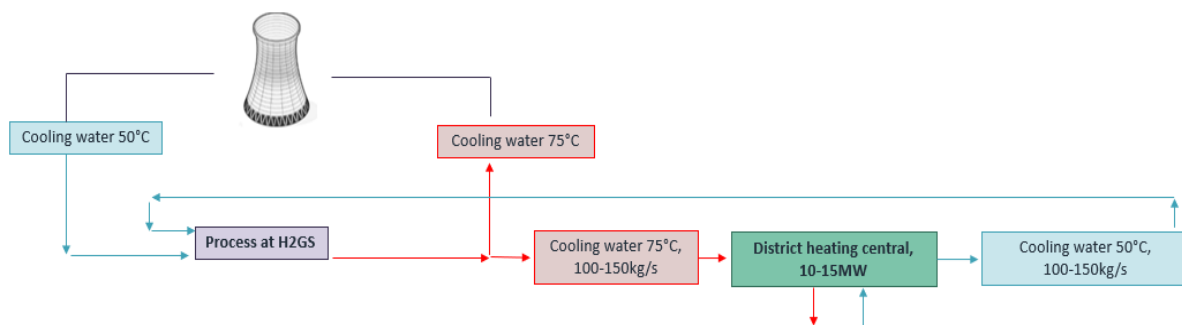 Cooling water 50°C
Cooling water 75°C
Process at H2GS
Cooling water 75°C,
100-150kg/s
District heating central,
10-15MW
Cooling water 50°C,
100-150kg/s